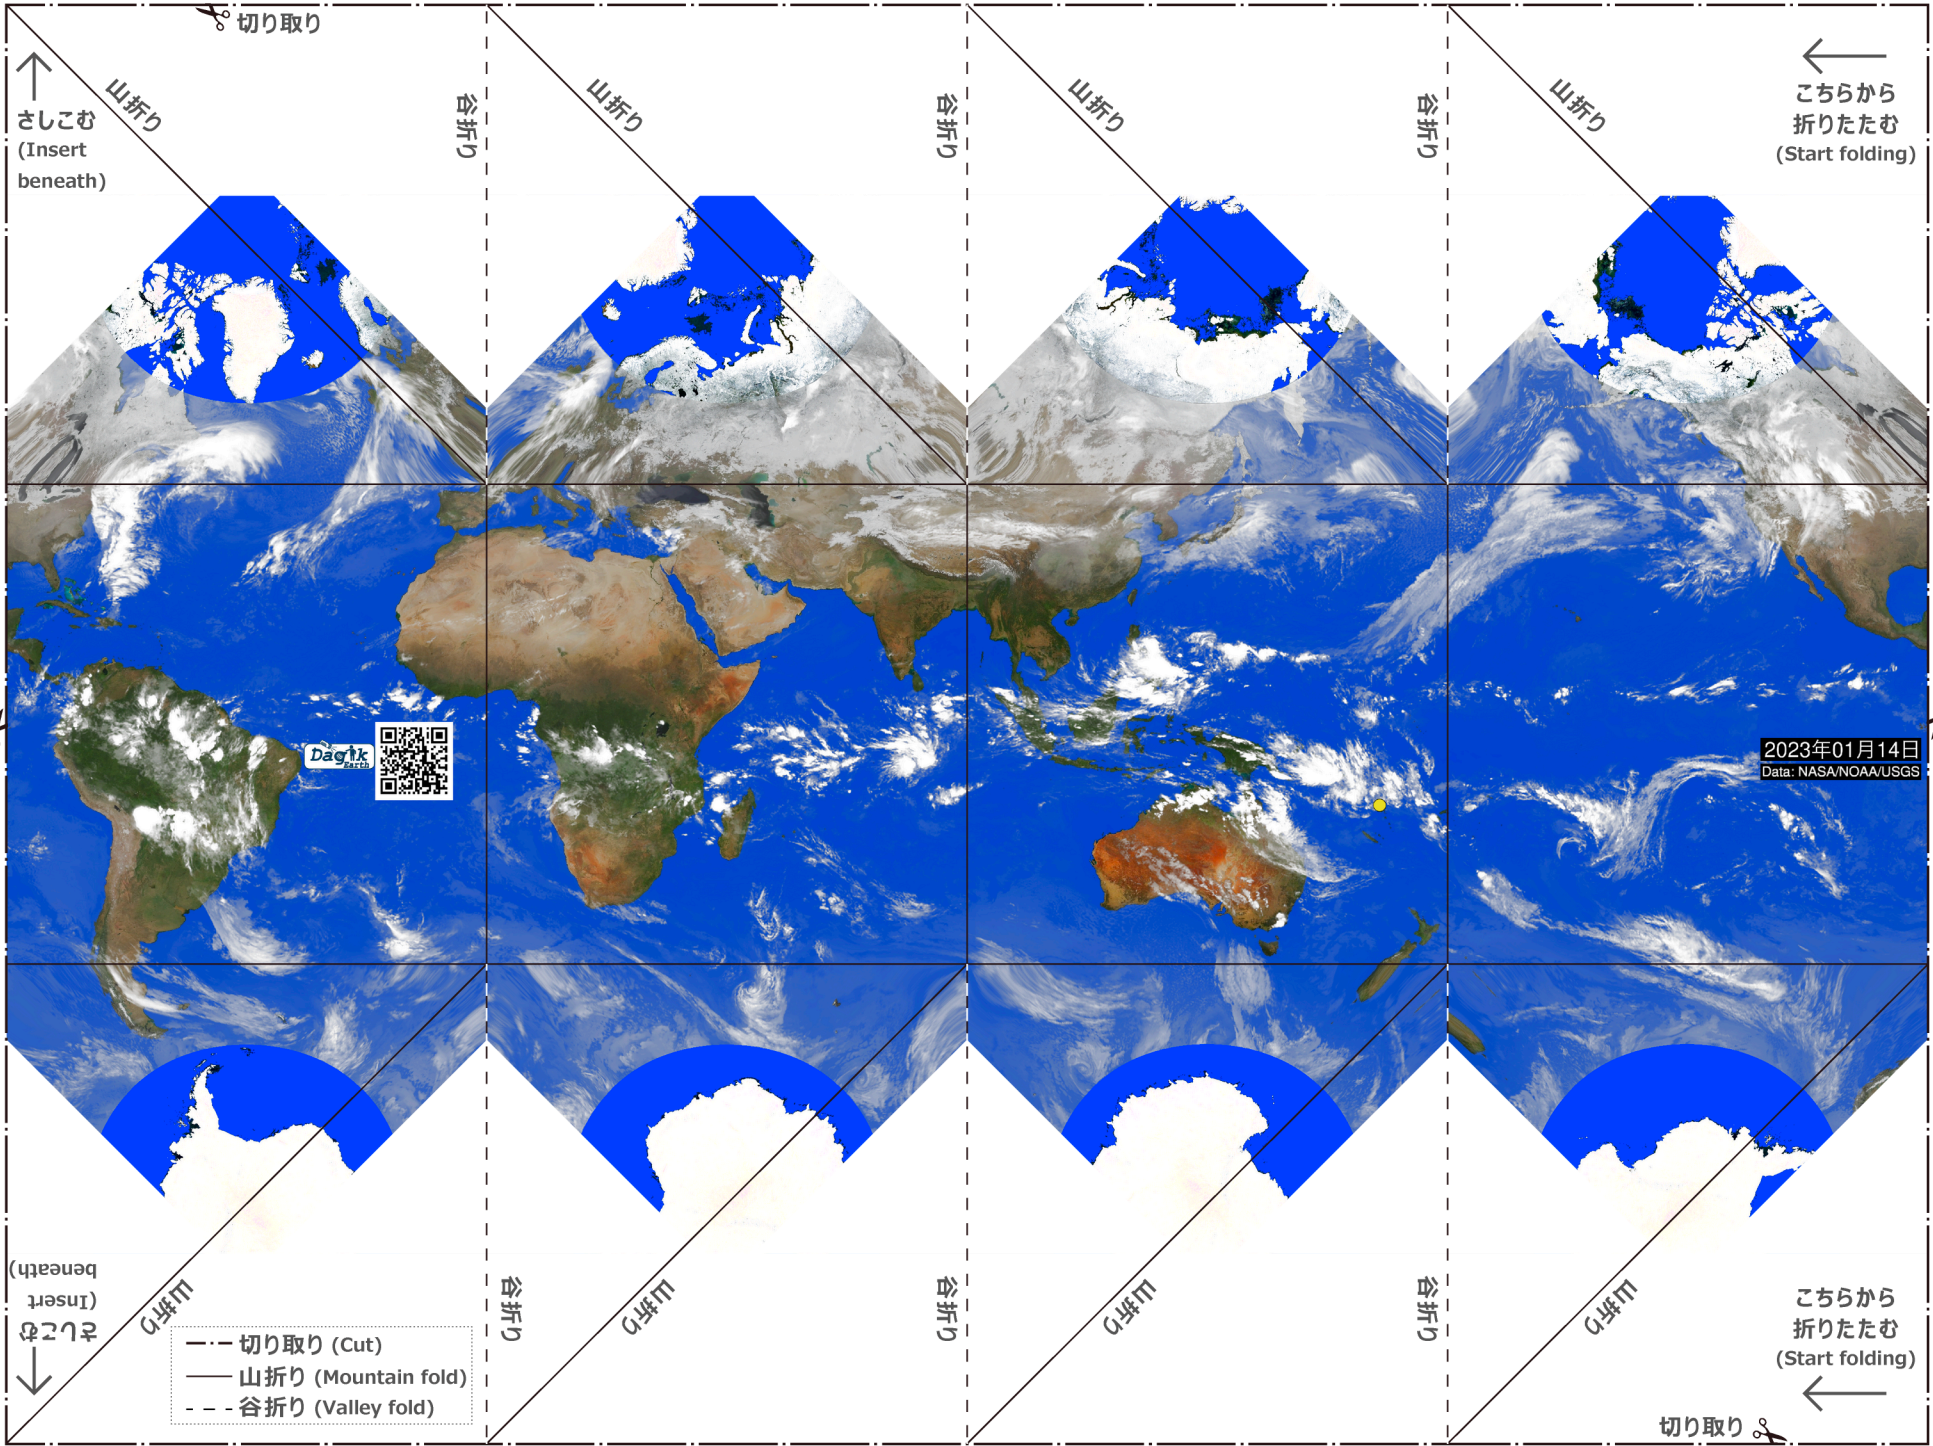 切り取り
山折り
谷折り
山折り
谷折り
山折り
谷折り
山折り
さしこむ
(Insert
beneath)
こちらから
折りたたむ
(Start folding)
Dagik
Earth
2023年01月14日
Data: NASA/NOAA/USGS
さしこむ
(Insert
beneath)
山折り
谷折り
山折り
谷折り
山折り
谷折り
山折り
切り取り (Cut)
山折り (Mountain fold)
谷折り (Valley fold)
こちらから
折りたたむ
(Start folding)
切り取り